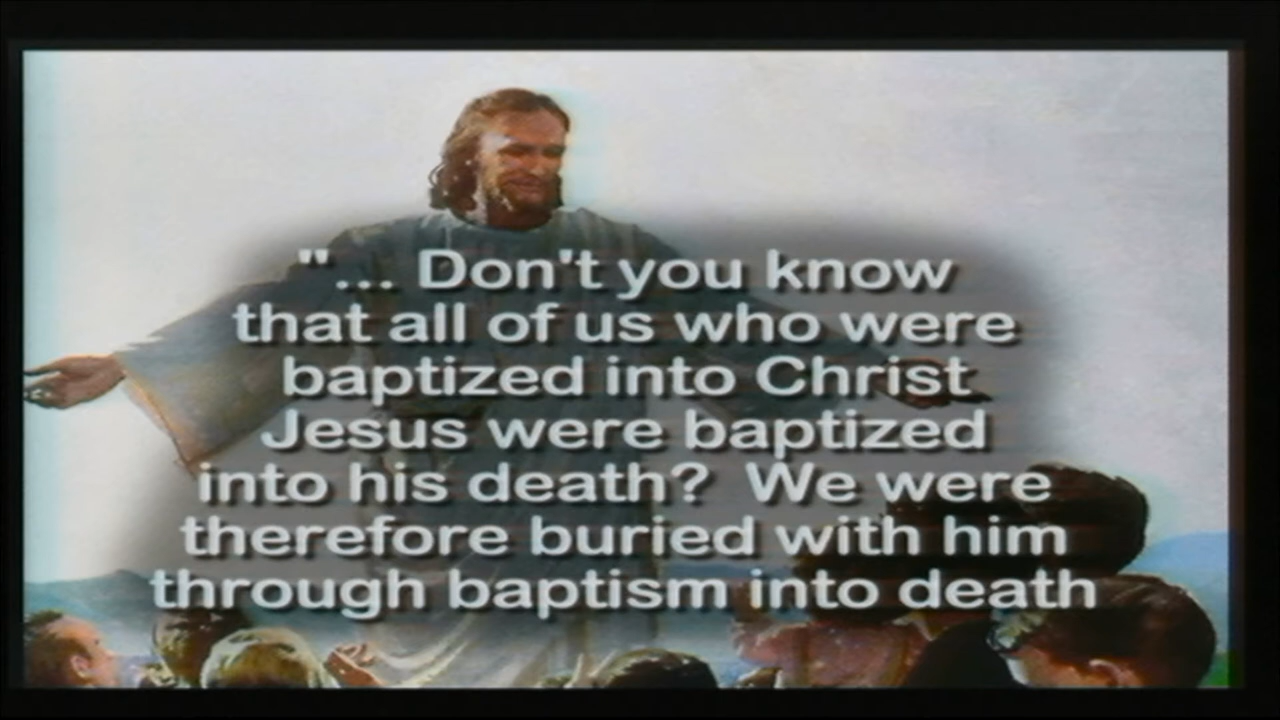 "... Don't you know
that all of us who were
baptized into Christ
Jesus were baptized
into his death?  We were
therefore buried with him
through baptism into death